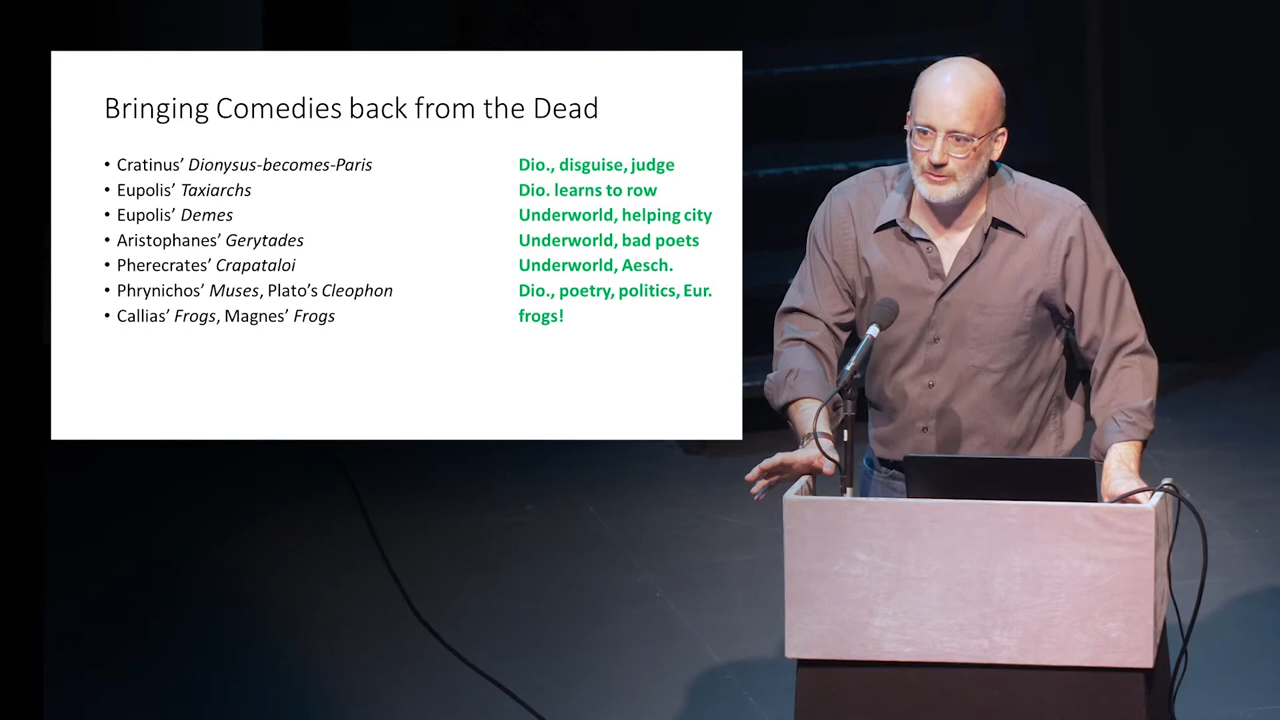 Bringing Comedies back from the Dead
• Cratinus’ Dionysus-becomes-Paris Dio., disguise, judge
• Eupolis’ Taxiarchs Dio. learns to row
• Eupolis’ Demes Underworld, helping city
• Aristophanes’ Gerytades Underworld, bad poets
• Pherecrates’ Crapataloi Underworld, Aesch.
• Phrynichos’ Muses, Plato’s Cleophon Dio., poetry, politics, Eur.
• Callias’ Frogs, Magnes’ Frogs frogs!